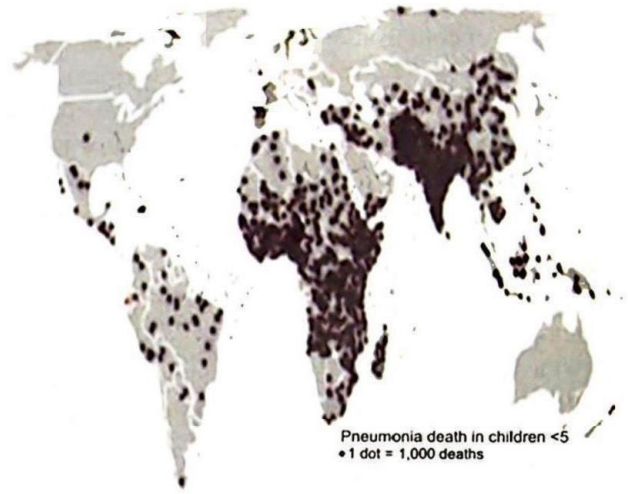 Pneumonia death in children <5
•1 dot = 1,000 deaths